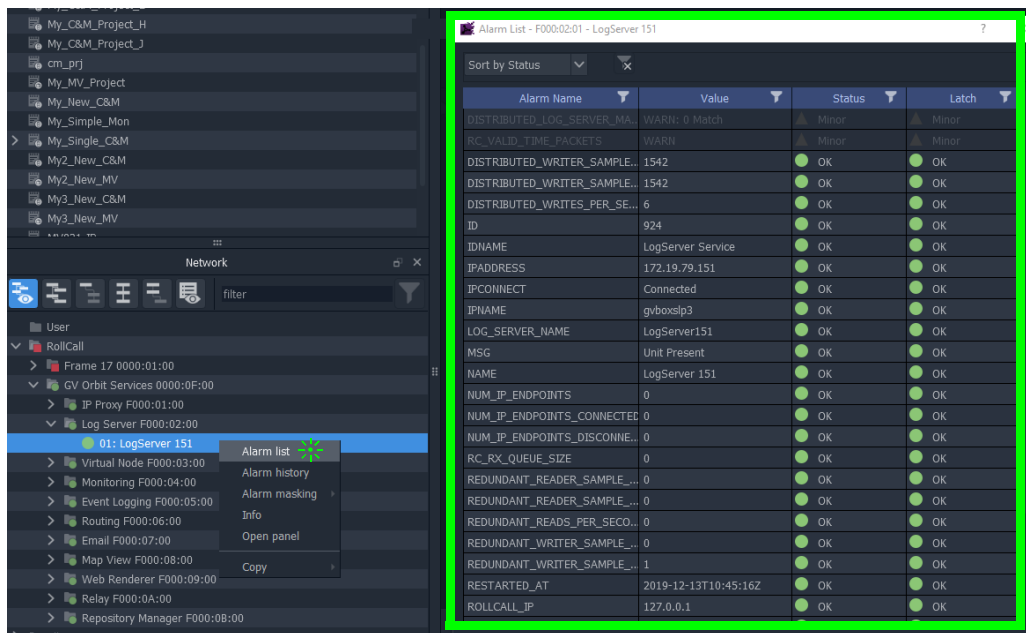 My_C&M_Project_H
My_C&M_Project_J
cm_prj
My_MV_Project
My_New_C&M
My_Simple_Mon
My_Single_C&M
My2_New_C&M
My2_New_MV
My3_New_C&M
My3_New_MV
Network
filter
User
RollCall
Frame 17 0000:01:00
GV Orbit Services 0000:0F:00
IP Proxy F000:01:00
Log Server F000:02:00
01: LogServer 151
Virtual Node F000:03:00
Monitoring F000:04:00
Event Logging F000:05:00
Routing F000:06:00
Email F000:07:00
Map View F000:08:00
Web Renderer F000:09:00
Relay F000:0A:00
Repository Manager F000:0B:00
Alarm list
Alarm history
Alarm masking
Info
Open panel
Copy
Alarm List - F000:02:01 - LogServer 151 ?
Sort by Status
Alarm Name Value Status Latch
DISTRIBUTED_LOG_SERVER_MA... WARN: 0 Match Minor Minor
RC_VALID_TIME_PACKETS WARN Minor Minor
DISTRIBUTED_WRITER_SAMPLE... 1542 OK OK
DISTRIBUTED_WRITER_SAMPLE... 1542 OK OK
DISTRIBUTED_WRITES_PER_SE... 6 OK OK
ID 924 OK OK
IDNAME LogServer Service OK OK
IPADDRESS 172.19.79.151 OK OK
IPCONNECT Connected OK OK
IPNAME gvboxslp3 OK OK
LOG_SERVER_NAME LogServer151 OK OK
MSG Unit Present OK OK
NAME LogServer 151 OK OK
NUM_IP_ENDPOINTS 0 OK OK
NUM_IP_ENDPOINTS_CONNECTED 0 OK OK
NUM_IP_ENDPOINTS_DISCONNE... 0 OK OK
RC_RX_QUEUE_SIZE 0 OK OK
REDUNDANT_READER_SAMPLE_... 0 OK OK
REDUNDANT_READER_SAMPLE_... 0 OK OK
REDUNDANT_READS_PER_SECO... 0 OK OK
REDUNDANT_WRITER_SAMPLE_... 0 OK OK
REDUNDANT_WRITER_SAMPLE_... 1 OK OK
RESTARTED_AT 2019-12-13T10:45:16Z OK OK
ROLLCALL_IP 127.0.0.1 OK OK